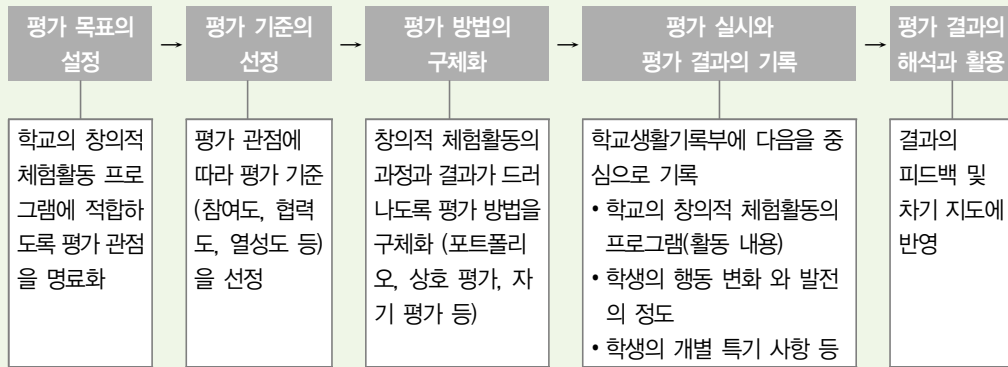 평가 목표의
설정
→
평가 기준의
선정
→
평가 방법의
구체화
→
평가 실시와
평가 결과의 기록
→
평가 결과의
해석과 활용
학교의 창의적
체험활동 프로
그램에 적합하
도록 평가 관점
을 명료화
평가 관점에
따라 평가 기준
(참여도, 협력
도, 열성도 등)
을 선정
창의적 체험활동의
과정과 결과가 드러
나도록 평가 방법을
구체화 (포트폴리
오, 상호 평가, 자
기 평가 등)
학교생활기록부에 다음을 중
심으로 기록
• 학교의 창의적 체험활동의
프로그램(활동 내용)
• 학생의 행동 변화 와 발전
의 정도
• 학생의 개별 특기 사항 등
결과의
피드백 및
차기 지도에
반영